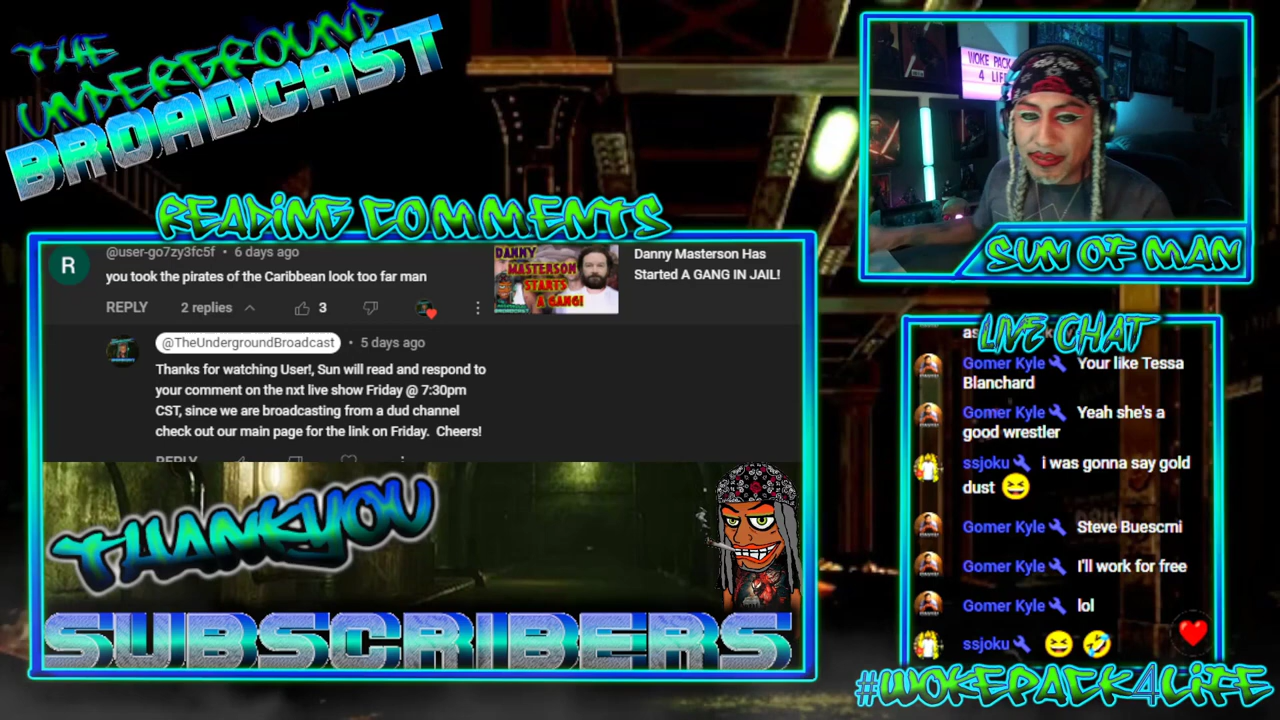 THE
UNDERGROUND
BROADCAST
WOKE PACK
4 LIFE
SUN OF MAN
READING COMMENTS
R
@user-go7zy3fc5f • 6 days ago
you took the pirates of the Caribbean look too far man
REPLY 2 replies 3
DANNY
MASTERSON
STARTS
A GANG!
Danny Masterson Has
Started A GANG IN JAIL!
@TheUndergroundBroadcast • 5 days ago
Thanks for watching User!, Sun will read and respond to
your comment on the nxt live show Friday @ 7:30pm
CST, since we are broadcasting from a dud channel
check out our main page for the link on Friday. Cheers!
REPLY
THANKYOU
SUBSCRIBERS
LIVE CHAT
as
Gomer Kyle Your like Tessa
Blanchard
Gomer Kyle Yeah she's a
good wrestler
ssjoku i was gonna say gold
dust 😆
Gomer Kyle Steve Buescmi
Gomer Kyle I'll work for free
Gomer Kyle lol
ssjoku 😆 🤣
#WOKEPACK4LIFE